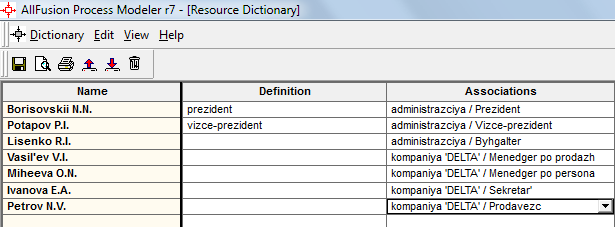 AllFusion Process Modeler r7 - [Resource Dictionary]
Dictionary Edit View Help
Name Definition Associations
Borisovskii N.N. prezident administrazciya / Prezident
Potapov P.I. vizce-prezident administrazciya / Vizce-prezident
Lisenko R.I. administrazciya / Byhgalter
Vasil'ev V.I. kompaniya 'DELTA' / Menedger po prodazh
Miheeva O.N. kompaniya 'DELTA' / Menedger po persona
Ivanova E.A. kompaniya 'DELTA' / Sekretar'
Petrov N.V. kompaniya 'DELTA' / Prodavezc